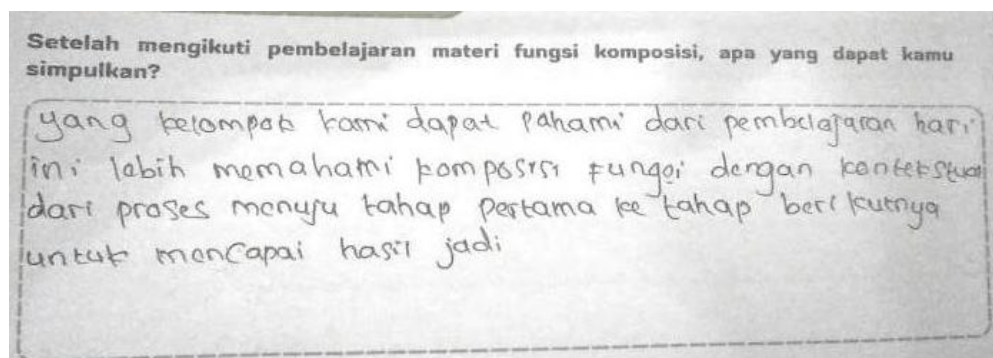 Setelah mengikuti pembelajaran materi fungsi komposisi, apa yang dapat kamu
simpulkan?
yang kelompok kami dapat pahami dari pembelajaran hari
ini lebih memahami komposisi fungsi dengan kontekstual
dari proses menuju tahap pertama ke tahap berikutnya
untuk mencapai hasil jadi